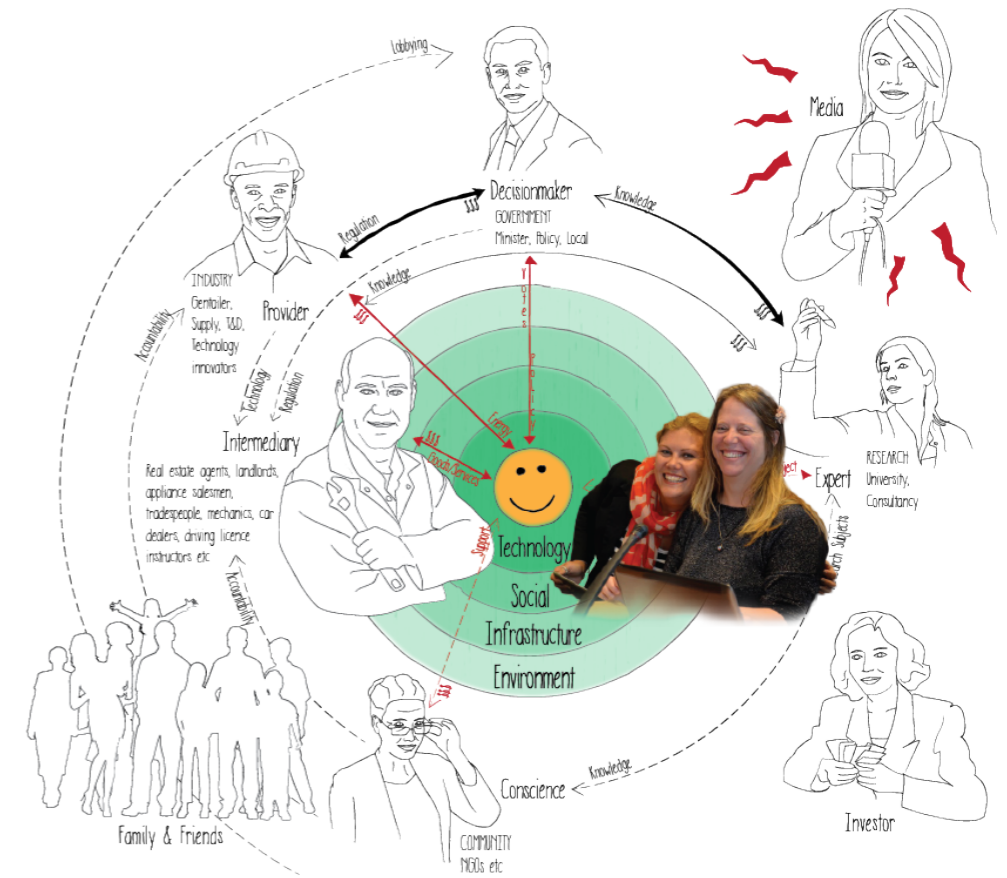 Lobbying
Media
Decisionmaker
GOVERNMENT
Minister, Policy, Local
Regulation
$$$
Knowledge
$$$
Knowledge
$$$
$$$
Votes
Policy
INDUSTRY
Gentailer,
Supply, T&D,
Technology
innovators
Provider
Accountability
Technology
Regulation
Energy
$$$
Goods/Services
Intermediary
Real estate agents, landlords,
appliance salesmen,
tradespeople, mechanics, car
dealers, driving licence
instructors etc
RESEARCH
University,
Consultancy
Expert
Subjects
Support
Technology
Social
Infrastructure
Environment
Accountability
$$$
Knowledge
Conscience
COMMUNITY
NGOs etc
Family & Friends
Investor